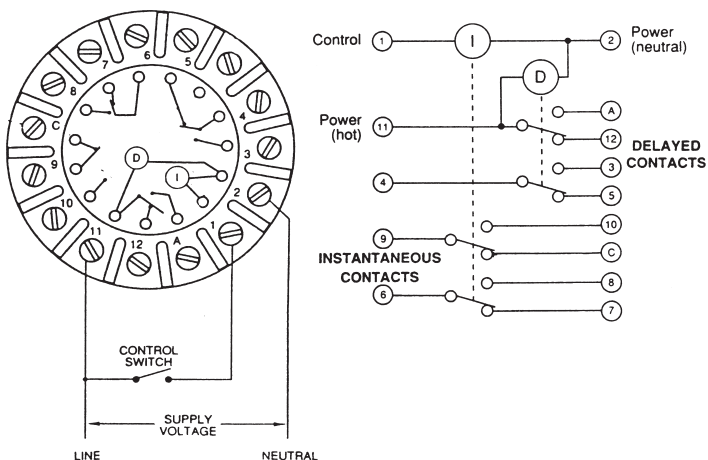 6
5
4
3
2
1
A
12
11
10
9
C
8
7
D
I
CONTROL
SWITCH
SUPPLY
VOLTAGE
LINE
NEUTRAL
Control
1
I
2
Power
(neutral)
D
Power
(hot)
11
A
12
DELAYED
CONTACTS
3
4
5
10
9
INSTANTANEOUS
CONTACTS
C
8
6
7